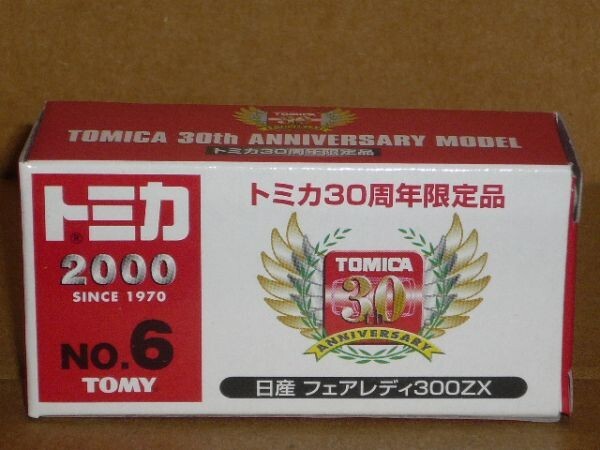 TOMICA 30th ANNIVERSARY MODEL
トミカ30周年限定品
トミカ®
2000
SINCE 1970
NO.6
TOMY
トミカ30周年限定品
TOMICA
30th
ANNIVERSARY
日産 フェアレディ300ZX